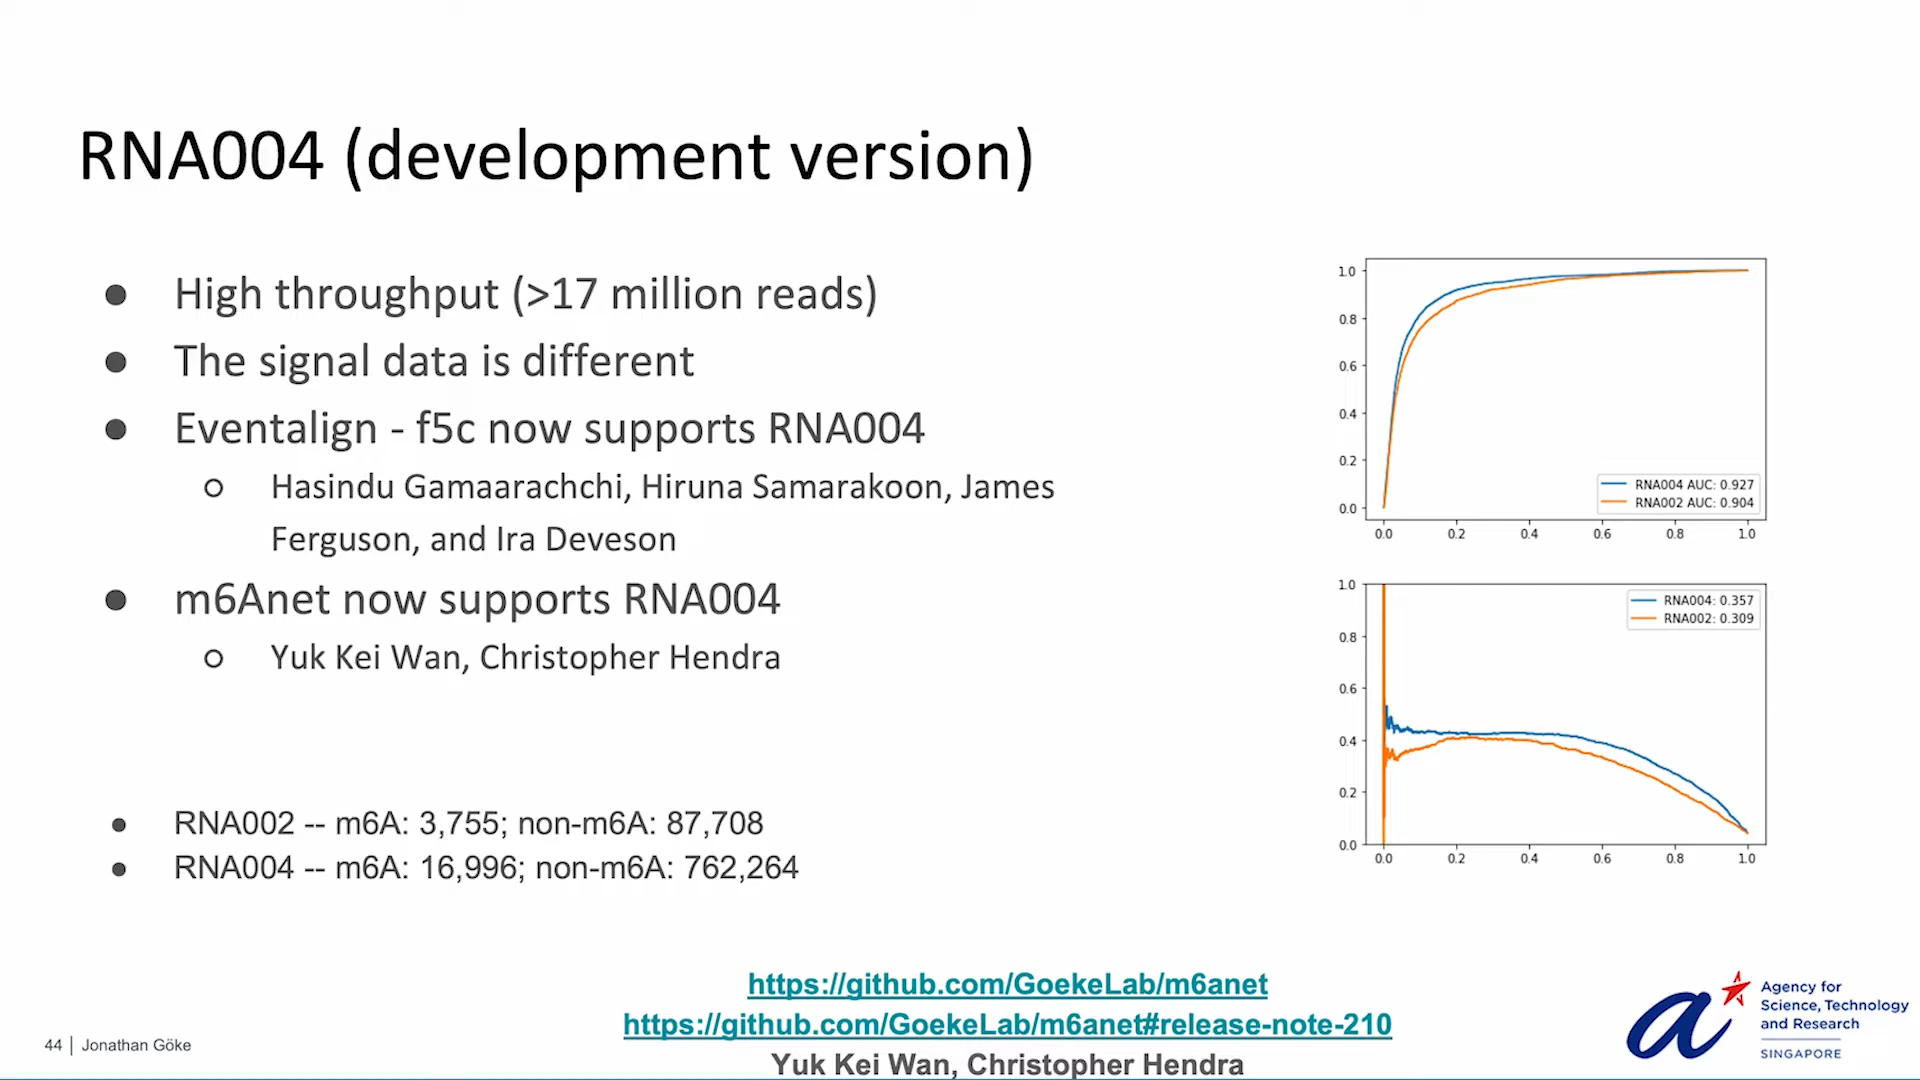 RNA004 (development version)
● High throughput (>17 million reads)
● The signal data is different
● Eventalign - f5c now supports RNA004
○ Hasindu Gamaarachchi, Hiruna Samarakoon, James
Ferguson, and Ira Deveson
● m6Anet now supports RNA004
○ Yuk Kei Wan, Christopher Hendra
● RNA002 -- m6A: 3,755; non-m6A: 87,708
● RNA004 -- m6A: 16,996; non-m6A: 762,264
1.0
0.8
0.6
0.4
0.2
0.0
RNA004 AUC: 0.927
RNA002 AUC: 0.904
0.0 0.2 0.4 0.6 0.8 1.0
1.0
0.8
0.6
0.4
0.2
0.0
RNA004: 0.357
RNA002: 0.309
0.0 0.2 0.4 0.6 0.8 1.0
https://github.com/GoekeLab/m6anet
https://github.com/GoekeLab/m6anet#release-note-210
Yuk Kei Wan, Christopher Hendra
44 | Jonathan Göke
Agency for
Science, Technology
and Research
SINGAPORE